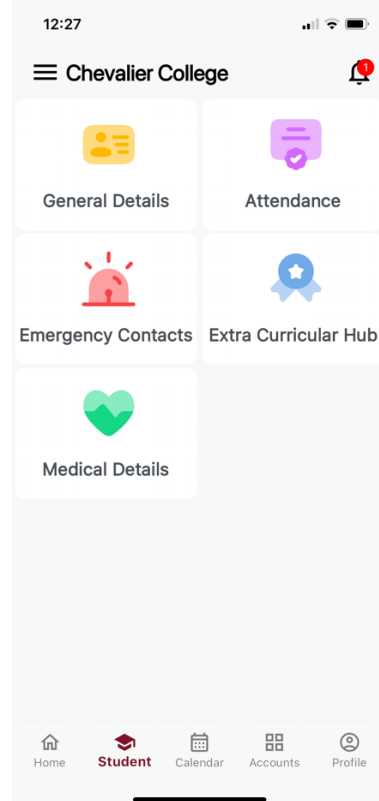 12:27
Chevalier College
1
General Details
Attendance
Emergency Contacts
Extra Curricular Hub
Medical Details
Home
Student
Calendar
Accounts
Profile